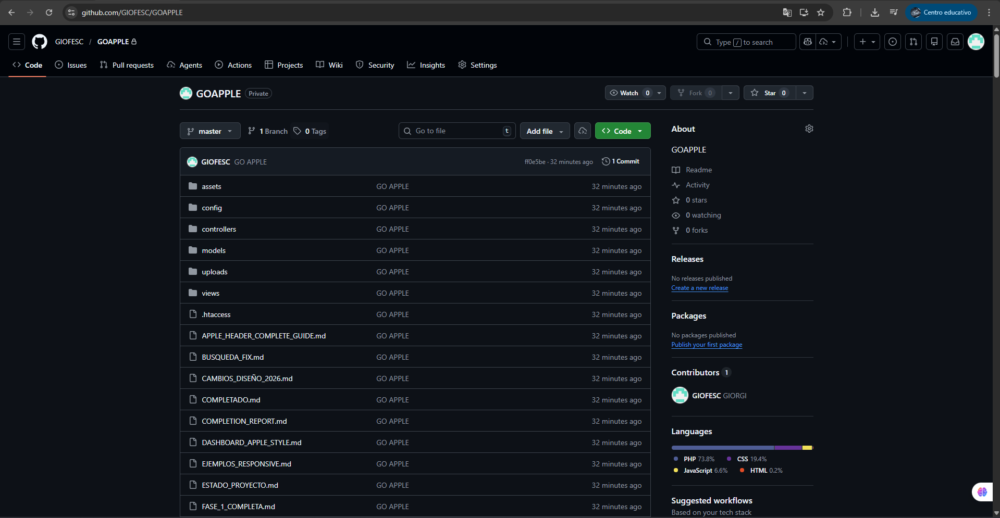 github.com/GIOFESC/GOAPPLE
Centro educativo
GIOFESC / GOAPPLE
Type / to search
Code Issues Pull requests Agents Actions Projects Wiki Security Insights Settings
GOAPPLE Private
Watch 0 Fork 0 Star 0
master 1 Branch 0 Tags Go to file t Add file Code
GIOFESC GO APPLE ff0e5be · 32 minutes ago 1 Commit
assets GO APPLE 32 minutes ago
config GO APPLE 32 minutes ago
controllers GO APPLE 32 minutes ago
models GO APPLE 32 minutes ago
uploads GO APPLE 32 minutes ago
views GO APPLE 32 minutes ago
.htaccess GO APPLE 32 minutes ago
APPLE_HEADER_COMPLETE_GUIDE.md GO APPLE 32 minutes ago
BUSQUEDA_FIX.md GO APPLE 32 minutes ago
CAMBIOS_DISEÑO_2026.md GO APPLE 32 minutes ago
COMPLETADO.md GO APPLE 32 minutes ago
COMPLETION_REPORT.md GO APPLE 32 minutes ago
DASHBOARD_APPLE_STYLE.md GO APPLE 32 minutes ago
EJEMPLOS_RESPONSIVE.md GO APPLE 32 minutes ago
ESTADO_PROYECTO.md GO APPLE 32 minutes ago
FASE_1_COMPLETA.md GO APPLE 32 minutes ago
About
GOAPPLE
Readme
Activity
0 stars
0 watching
0 forks
Releases
No releases published
Create a new release
Packages
No packages published
Publish your first package
Contributors 1
GIOFESC GIORGI
Languages
PHP 73.8% CSS 19.4%
JavaScript 6.6% HTML 0.2%
Suggested workflows
Based on your tech stack